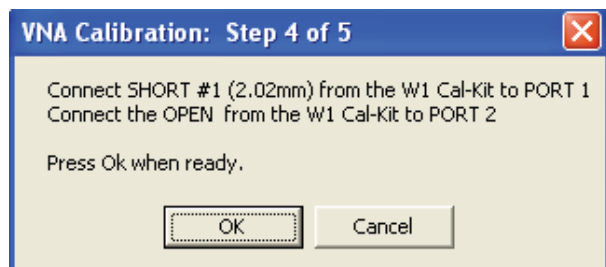 VNA Calibration: Step 4 of 5
Connect SHORT #1 (2.02mm) from the W1 Cal-Kit to PORT 1
Connect the OPEN from the W1 Cal-Kit to PORT 2
Press Ok when ready.
OK Cancel